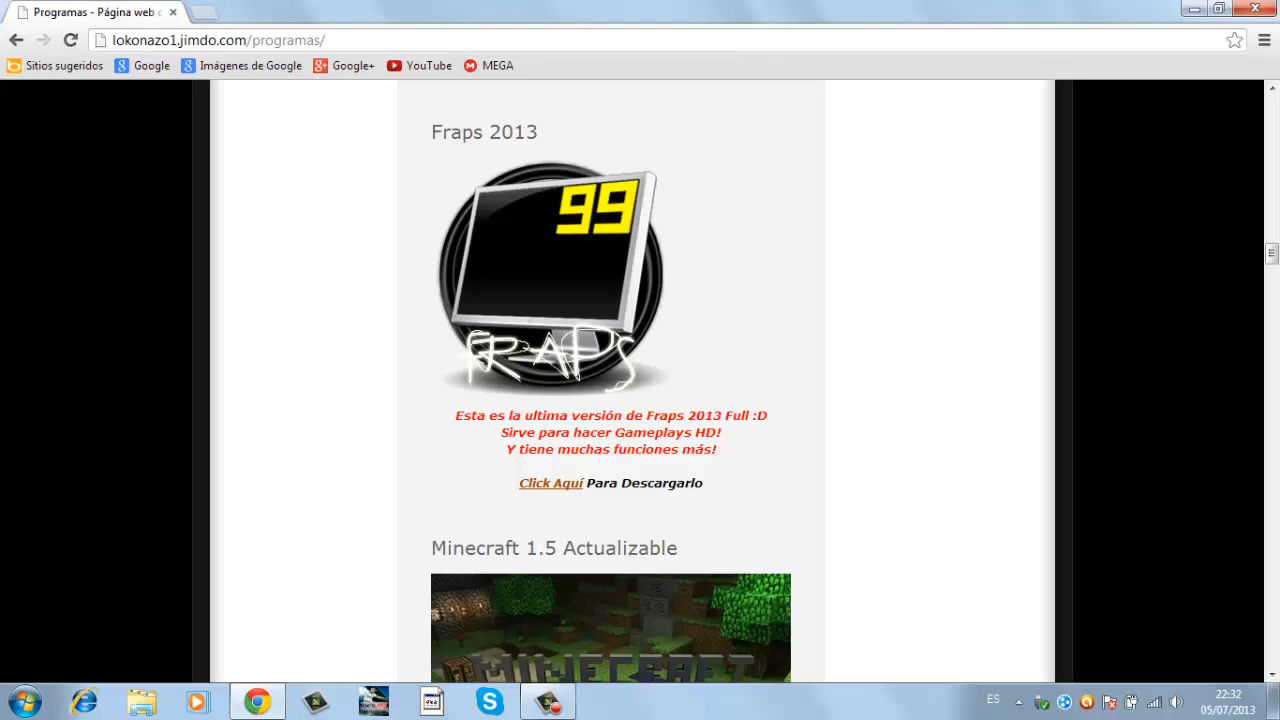 Programas - Página web d
lokonazo1.jimdo.com/programas/
Sitios sugeridos
Google
Imágenes de Google
Google+
YouTube
MEGA
Fraps 2013
99
FRAPS
Esta es la ultima versión de Fraps 2013 Full :D
Sirve para hacer Gameplays HD!
Y tiene muchas funciones más!
Click Aquí Para Descargarlo
Minecraft 1.5 Actualizable
MINECRAFT
ES
22:32
05/07/2013